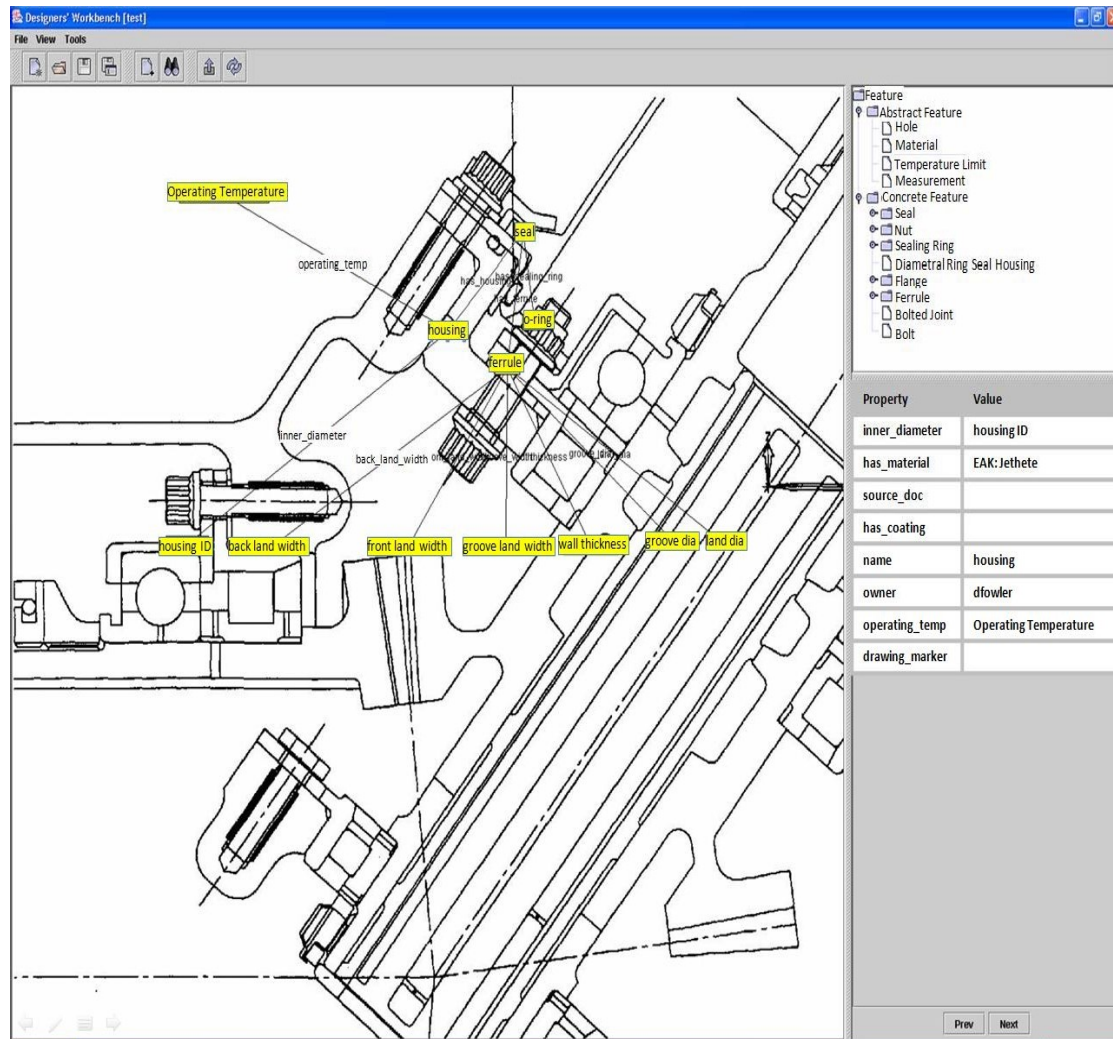 Designers' Workbench [test]
File View Tools
Operating Temperature
seal
operating_temp
has_housing
o-ring
housing
ferrule
inner_diameter
back_land_width
housing ID
back land width
front land width
groove land width
wall thickness
groove dia
land dia
Feature
Abstract Feature
Hole
Material
Temperature Limit
Measurement
Concrete Feature
Seal
Nut
Sealing Ring
Diametral Ring Seal Housing
Flange
Ferrule
Bolted Joint
Bolt
Property Value
inner_diameter housing ID
has_material EAK: Jethete
source_doc
has_coating
name housing
owner dfowler
operating_temp Operating Temperature
drawing_marker
Prev Next